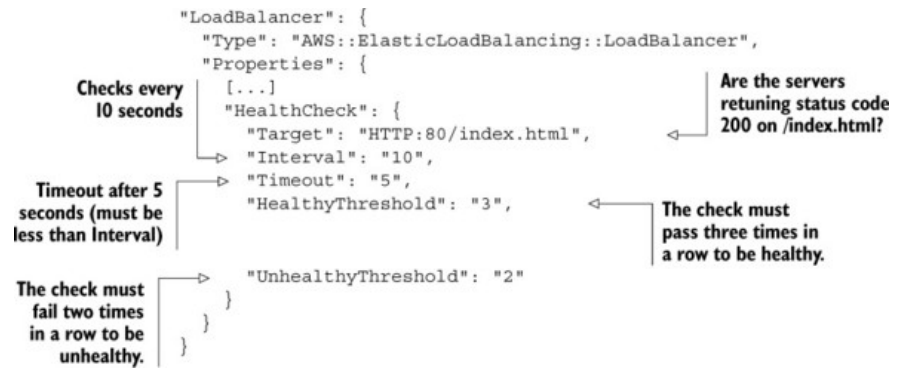 "LoadBalancer": {
"Type": "AWS::ElasticLoadBalancing::LoadBalancer",
"Properties": {
[...]
"HealthCheck": {
"Target": "HTTP:80/index.html",
"Interval": "10",
"Timeout": "5",
"HealthyThreshold": "3",
"UnhealthyThreshold": "2"
}
}
}
Checks every
10 seconds
Are the servers
retuning status code
200 on /index.html?
Timeout after 5
seconds (must be
less than Interval)
The check must
pass three times in
a row to be healthy.
The check must
fail two times
in a row to be
unhealthy.